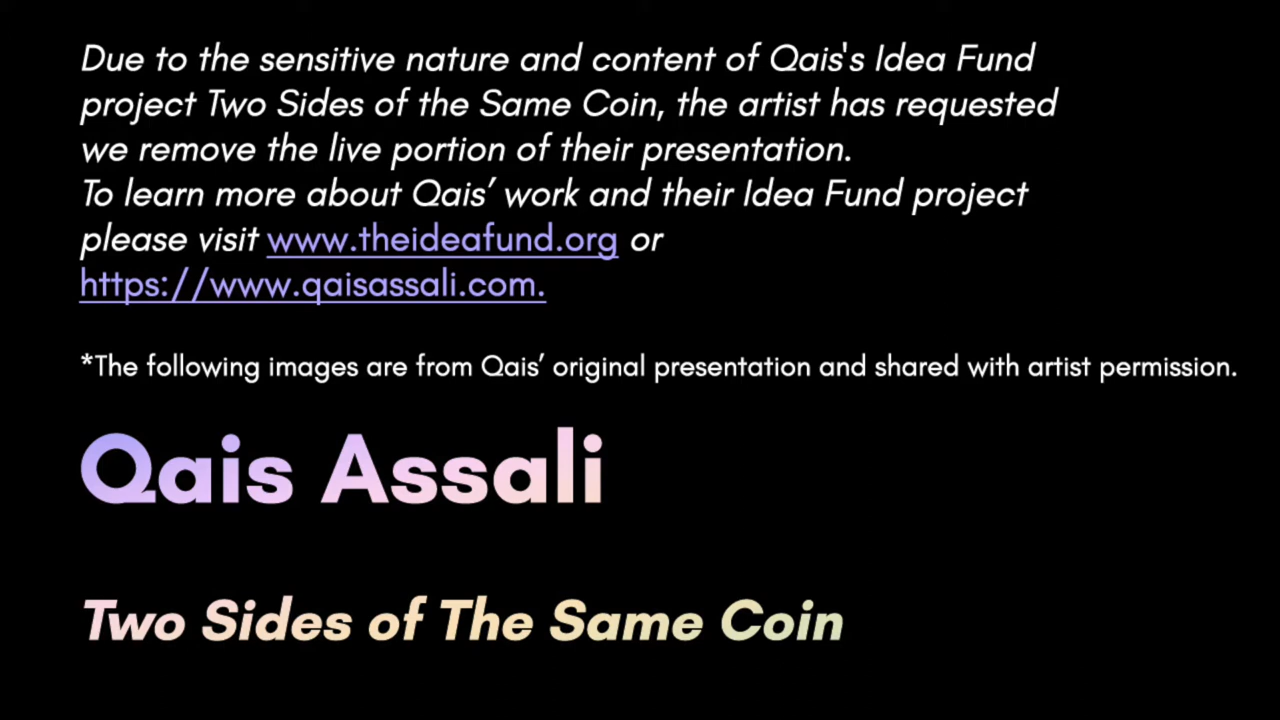 Due to the sensitive nature and content of Qais's Idea Fund
project Two Sides of the Same Coin, the artist has requested
we remove the live portion of their presentation.
To learn more about Qais’ work and their Idea Fund project
please visit www.theideafund.org or
https://www.qaisassali.com.
*The following images are from Qais’ original presentation and shared with artist permission.
Qais Assali
Two Sides of The Same Coin